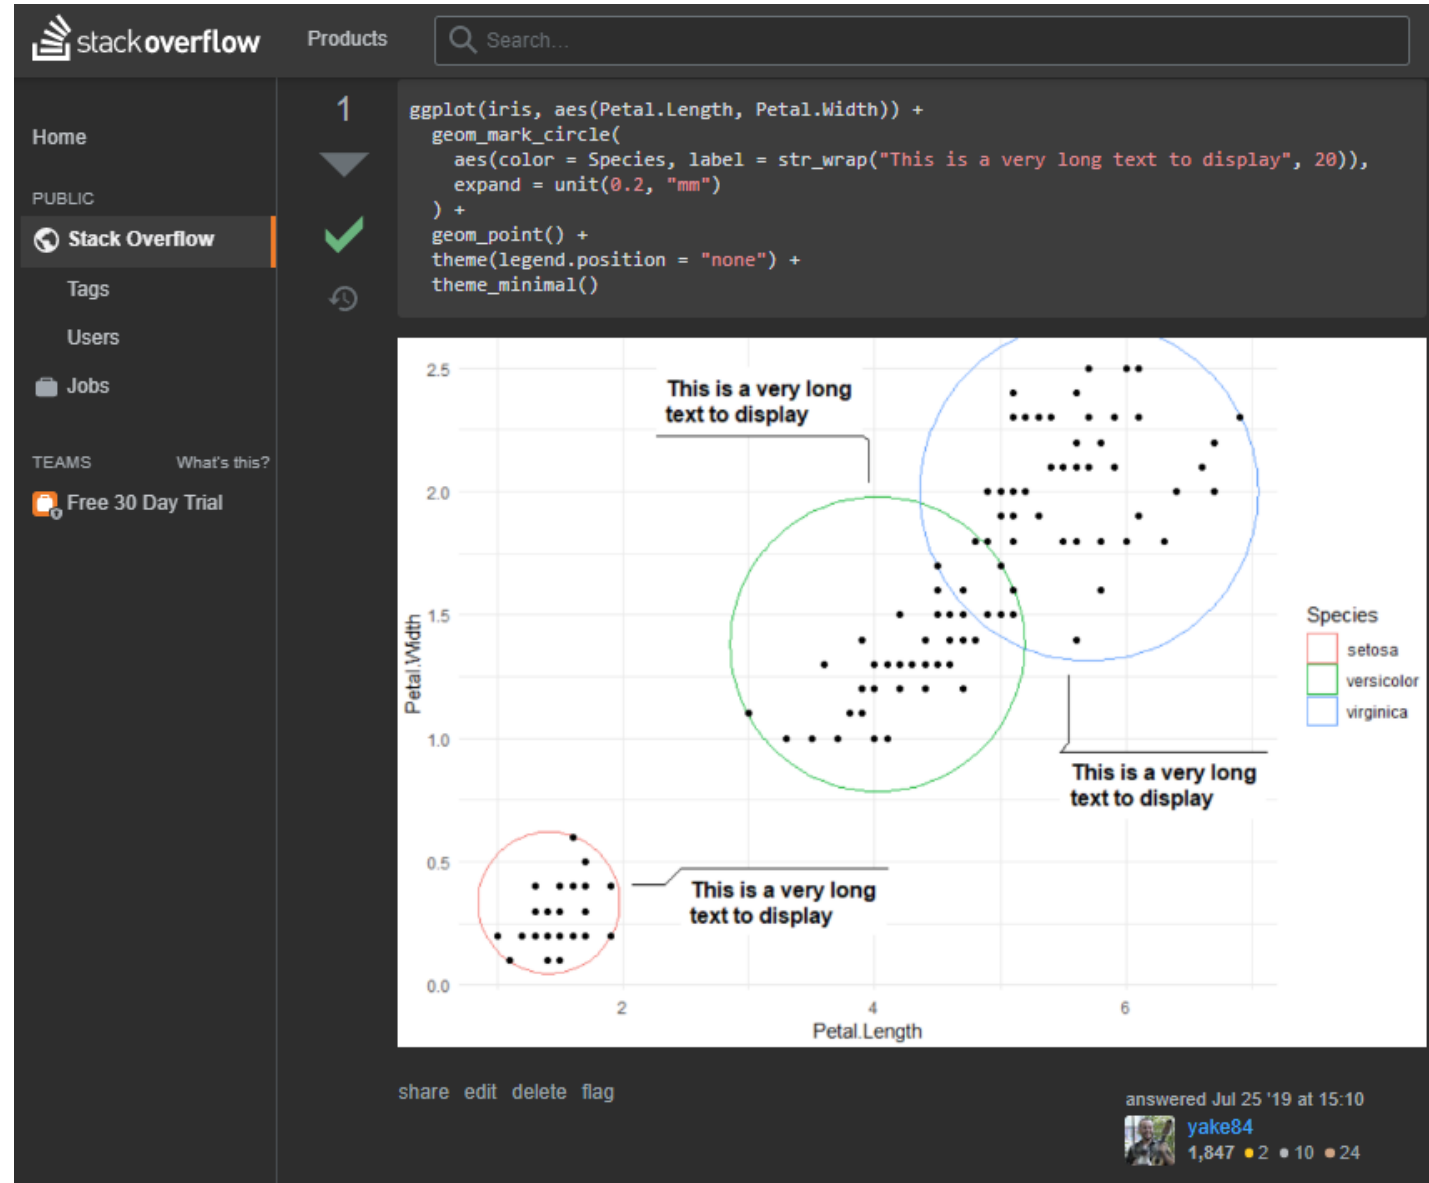 stackoverflow
Products
Search...
Home
PUBLIC
Stack Overflow
Tags
Users
Jobs
TEAMS What's this?
Free 30 Day Trial
1
ggplot(iris, aes(Petal.Length, Petal.Width)) +
geom_mark_circle(
aes(color = Species, label = str_wrap("This is a very long text to display", 20)),
expand = unit(0.2, "mm")
) +
geom_point() +
theme(legend.position = "none") +
theme_minimal()
2.5
2.0
1.5
1.0
0.5
0.0
Petal.Width
This is a very long
text to display
This is a very long
text to display
This is a very long
text to display
2 4 6
Petal.Length
Species
setosa
versicolor
virginica
share edit delete flag
answered Jul 25 '19 at 15:10
yake84
1,847 2 10 24